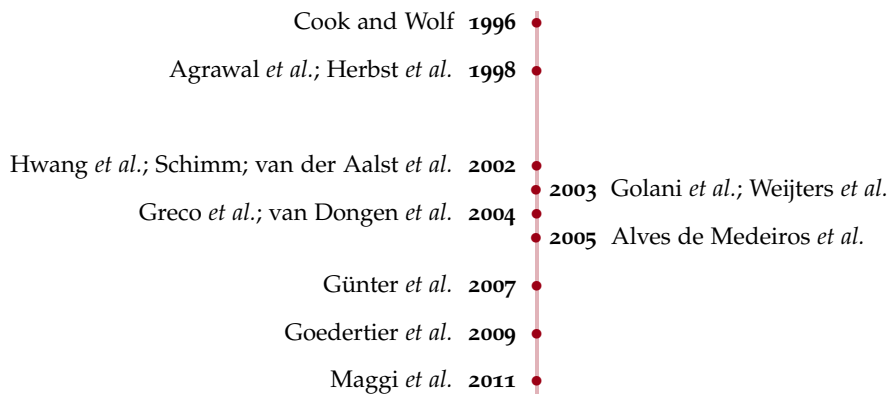 Cook and Wolf 1996
Agrawal et al.; Herbst et al. 1998
Hwang et al.; Schimm; van der Aalst et al. 2002
2003 Golani et al.; Weijters et al.
Greco et al.; van Dongen et al. 2004
2005 Alves de Medeiros et al.
Günter et al. 2007
Goedertier et al. 2009
Maggi et al. 2011